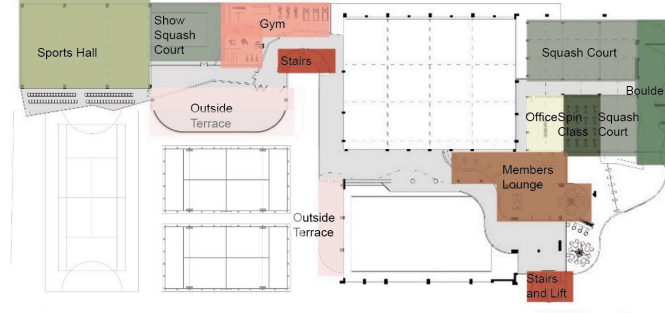 Sports Hall
Show
Squash
Court
Gym
Stairs
Outside
Terrace
Squash Court
Boulde
Office
Spin
Class
Squash
Court
Members
Lounge
Outside
Terrace
Stairs
and Lift